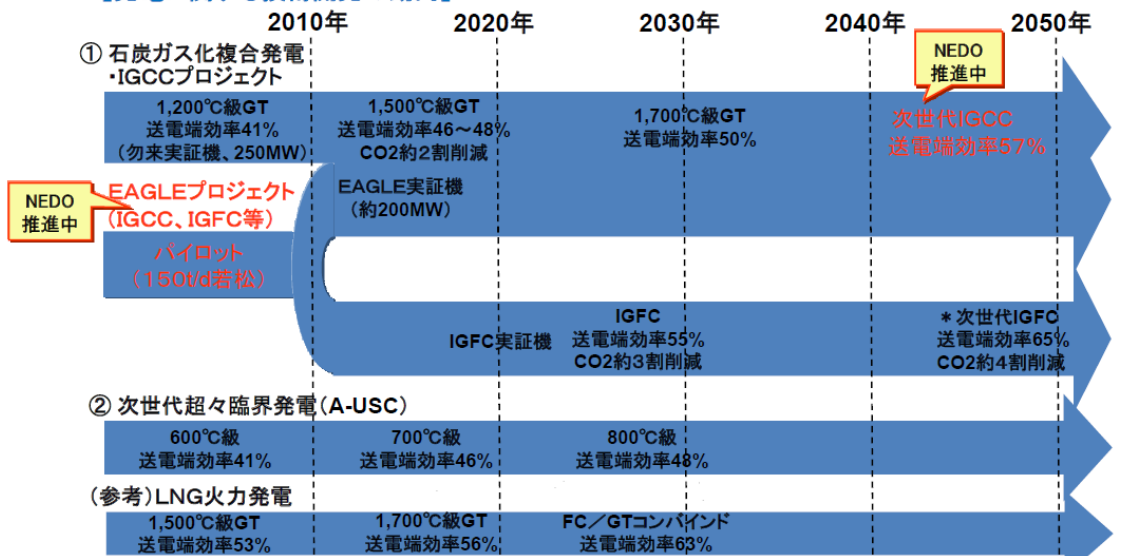 2010年 2020年 2030年 2040年 2050年
① 石炭ガス化複合発電
・IGCCプロジェクト
NEDO
推進中
1,200℃級GT
送電端効率41%
(勿来実証機、250MW)
1,500℃級GT
送電端効率46～48%
CO2約２割削減
1,700℃級GT
送電端効率50%
次世代IGCC
送電端効率57%
NEDO
推進中
EAGLEプロジェクト
(IGCC、IGFC等)
EAGLE実証機
(約200MW)
パイロット
(１５０t/d若松)
IGFC実証機
IGFC
送電端効率55%
CO2約３割削減
＊次世代IGFC
送電端効率65%
CO2約４割削減
② 次世代超々臨界発電(A-USC)
600℃級
送電端効率41%
700℃級
送電端効率46%
800℃級
送電端効率48%
(参考)LNG火力発電
1,500℃級GT
送電端効率53%
1,700℃級GT
送電端効率56%
FC／GTコンバインド
送電端効率63%